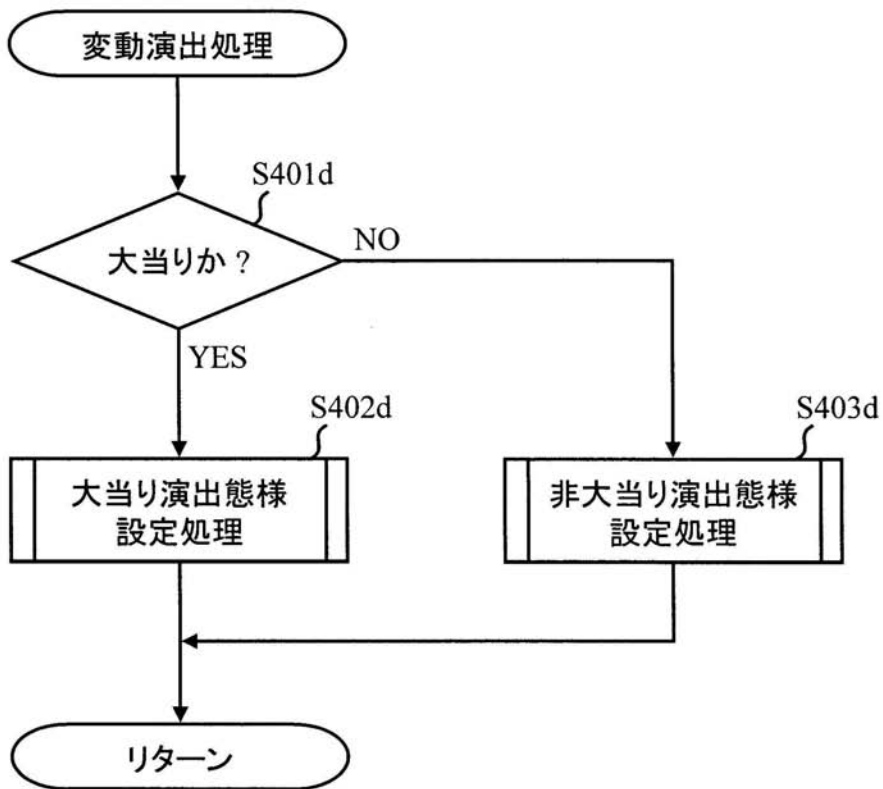 変動演出処理
S401d
大当りか？
NO
YES
S402d
大当り演出態様
設定処理
S403d
非大当り演出態様
設定処理
リターン